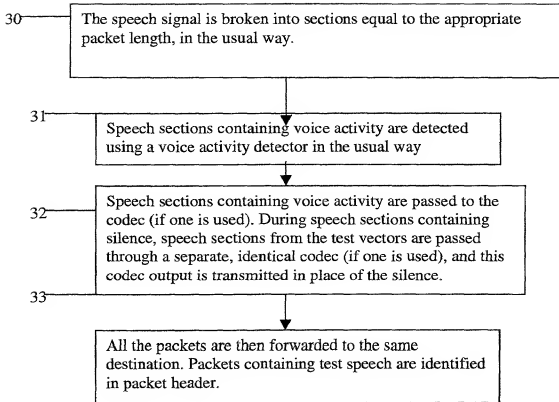 30
The speech signal is broken into sections equal to the appropriate
packet length, in the usual way.
31
Speech sections containing voice activity are detected
using a voice activity detector in the usual way
32
Speech sections containing voice activity are passed to the
codec (if one is used). During speech sections containing
silence, speech sections from the test vectors are passed
through a separate, identical codec (if one is used), and this
codec output is transmitted in place of the silence.
33
All the packets are then forwarded to the same
destination. Packets containing test speech are identified
in packet header.